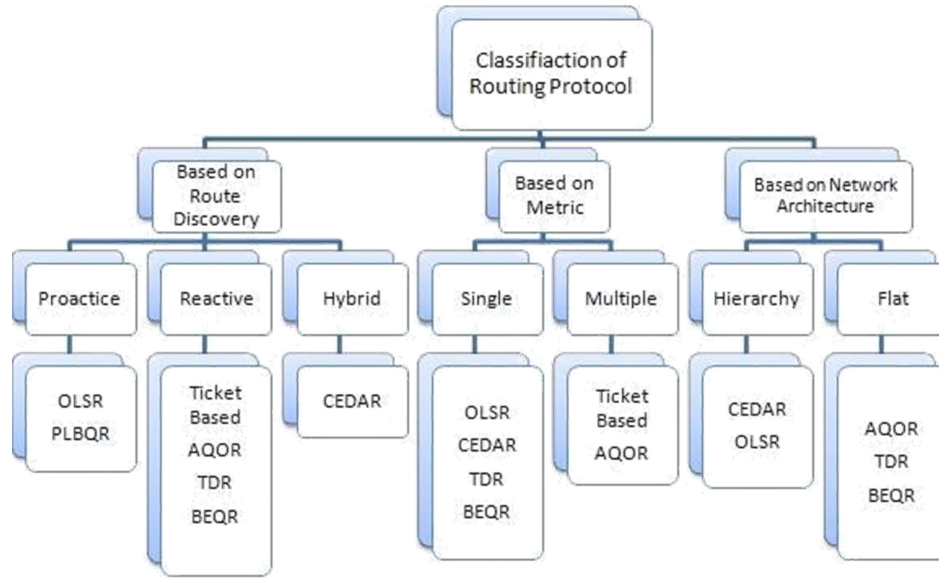 Classifiaction of
Routing Protocol
Based on
Route
Discovery
Based on
Metric
Based on Network
Architecture
Proactice
Reactive
Hybrid
Single
Multiple
Hierarchy
Flat
OLSR
PLBQR
Ticket
Based
AQOR
TDR
BEQR
CEDAR
OLSR
CEDAR
TDR
BEQR
Ticket
Based
AQOR
CEDAR
OLSR
AQOR
TDR
BEQR